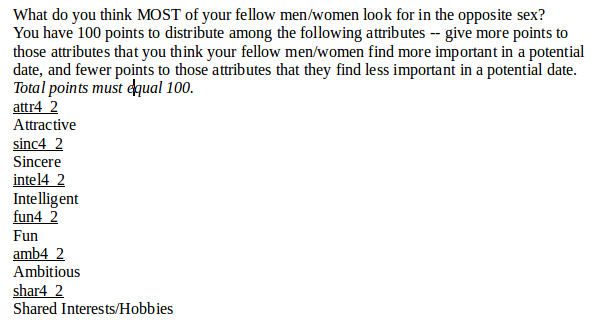 What do you think MOST of your fellow men/women look for in the opposite sex?
You have 100 points to distribute among the following attributes -- give more points to
those attributes that you think your fellow men/women find more important in a potential
date, and fewer points to those attributes that they find less important in a potential date.
Total points must equal 100.
attr4_2
Attractive
sinc4_2
Sincere
intel4_2
Intelligent
fun4_2
Fun
amb4_2
Ambitious
shar4_2
Shared Interests/Hobbies